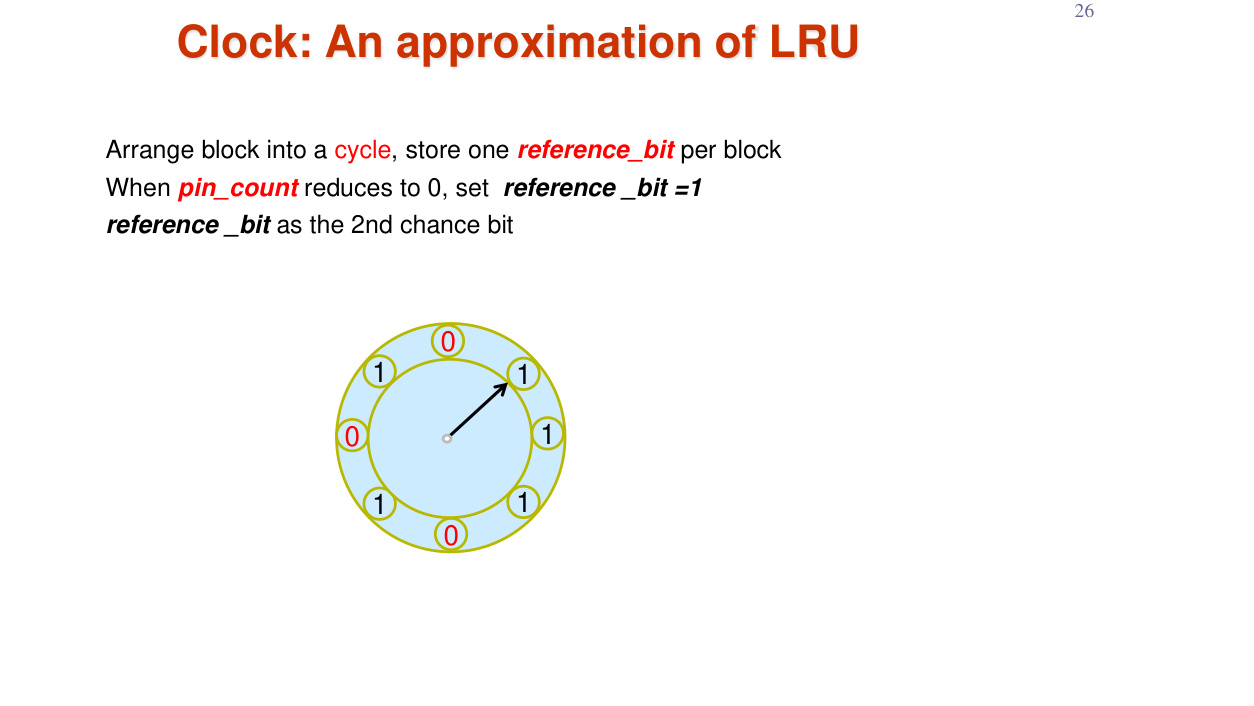 26
Clock: An approximation of LRU
Arrange block into a cycle, store one reference_bit per block
When pin_count reduces to 0, set reference _bit =1
reference _bit as the 2nd chance bit
0
1
1
0
1
1
1
0